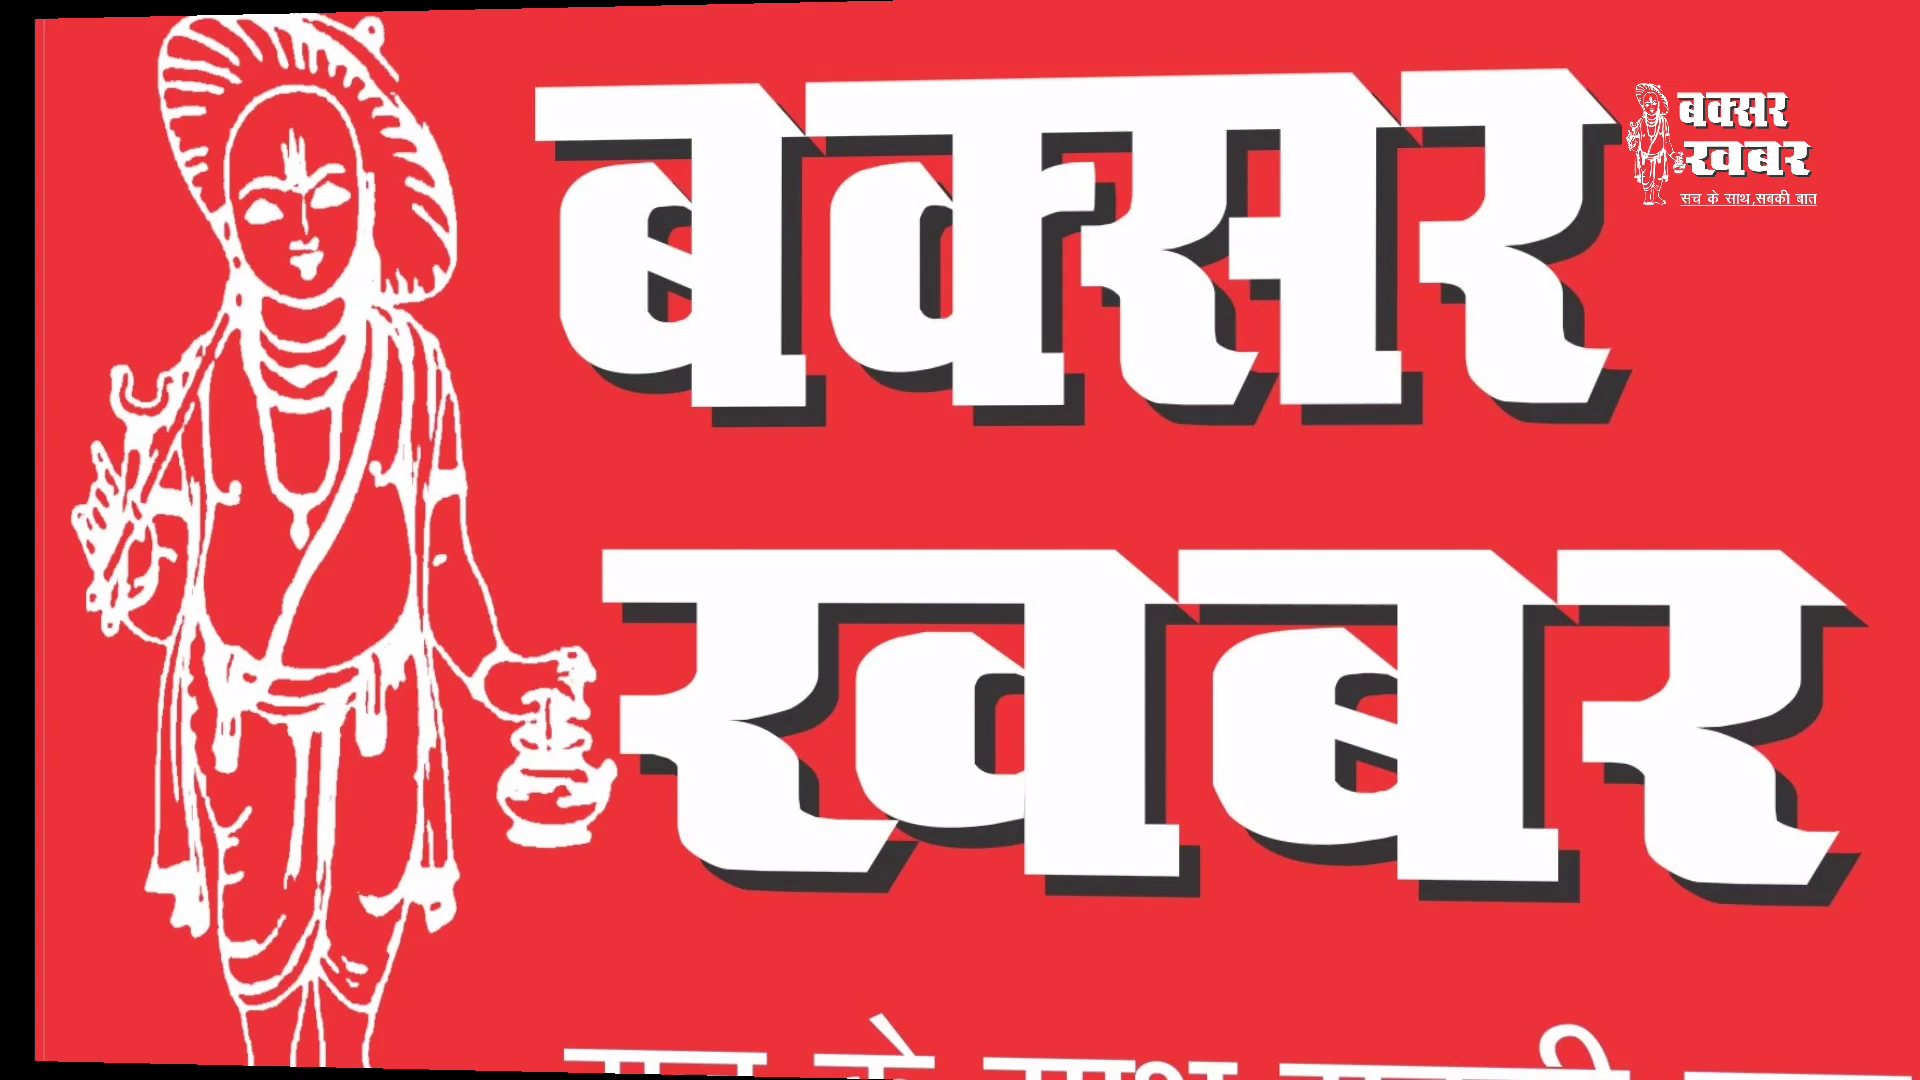 बक्सर
खबर
बक्सर
खबर
सच के साथ,सबकी बात